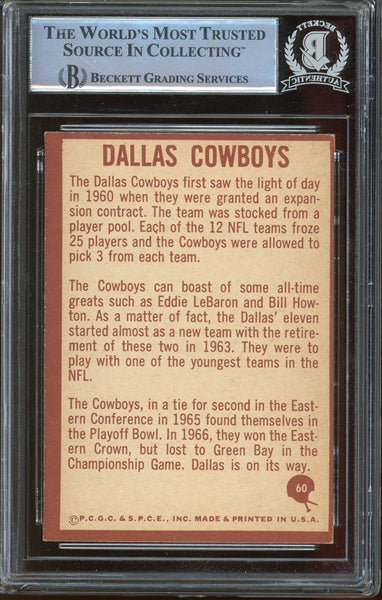 THE WORLD'S MOST TRUSTED
SOURCE IN COLLECTING™
B BECKETT GRADING SERVICES
BECKETT
B
AUTHENTIC
DALLAS COWBOYS
The Dallas Cowboys first saw the light of day
in 1960 when they were granted an expan-
sion contract. The team was stocked from a
player pool. Each of the 12 NFL teams froze
25 players and the Cowboys were allowed to
pick 3 from each team.
The Cowboys can boast of some all-time
greats such as Eddie LeBaron and Bill How-
ton. As a matter of fact, the Dallas' eleven
started almost as a new team with the retire-
ment of these two in 1963. They were to
play with one of the youngest teams in the
NFL.
The Cowboys, in a tie for second in the East-
ern Conference in 1965 found themselves in
the Playoff Bowl. In 1966, they won the East-
ern Crown, but lost to Green Bay in the
Championship Game. Dallas is on its way.
60
©P.C.G.C. & S.P.C.E., INC. MADE & PRINTED IN U.S.A.